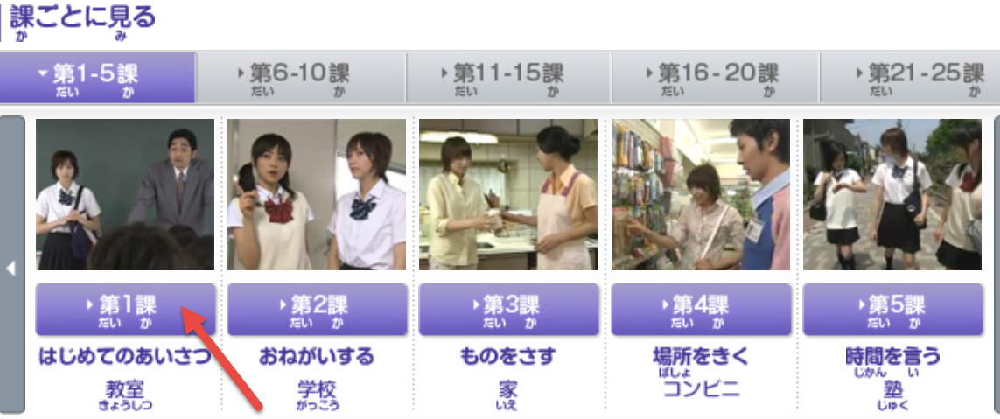 課ごとに見る
か み
第1-5課
だい か
第6-10課
だい か
第11-15課
だい か
第16-20課
だい か
第21-25課
だい か
第1課
だい か
はじめてのあいさつ
教室
きょうしつ
第2課
だい か
おねがいする
学校
がっこう
第3課
だい か
ものをさす
家
いえ
第4課
だい か
場所をきく
ばしょ
コンビニ
第5課
だい か
時間を言う
じかん い
塾
じゅく